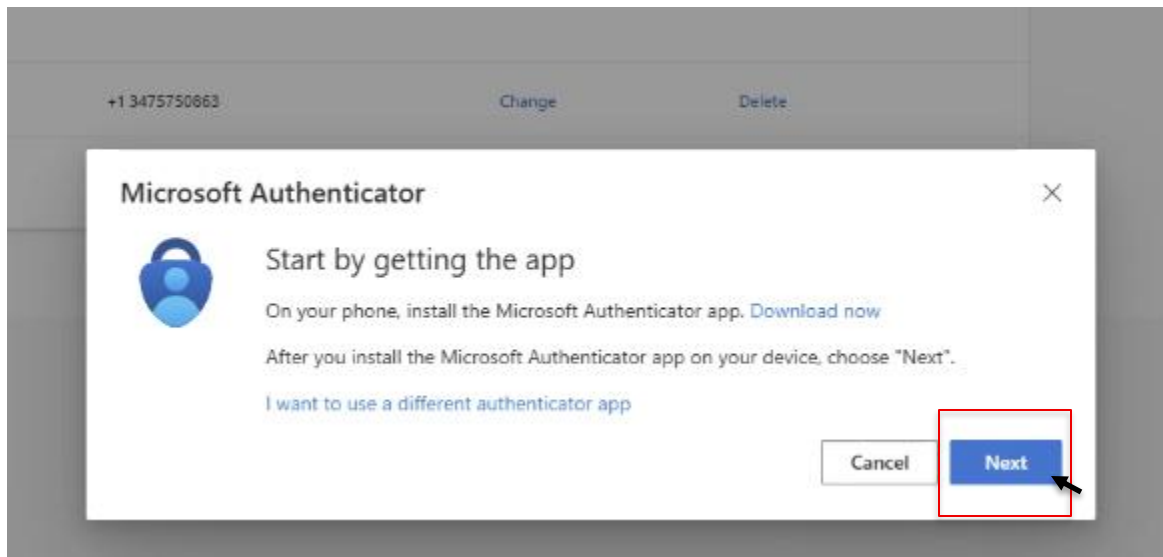 +1 3475750863 Change Delete
Microsoft Authenticator
Start by getting the app
On your phone, install the Microsoft Authenticator app. Download now
After you install the Microsoft Authenticator app on your device, choose "Next".
I want to use a different authenticator app
Cancel Next